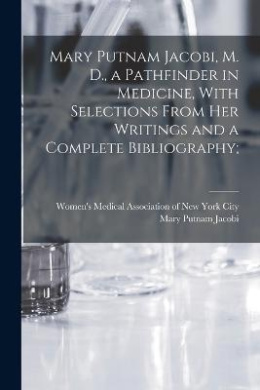 Mary Putnam Jacobi, M.
D., a Pathfinder in
Medicine, With
Selections From Her
Writings and a
Complete Bibliography;
Women's Medical Association of New York City
Mary Putnam Jacobi